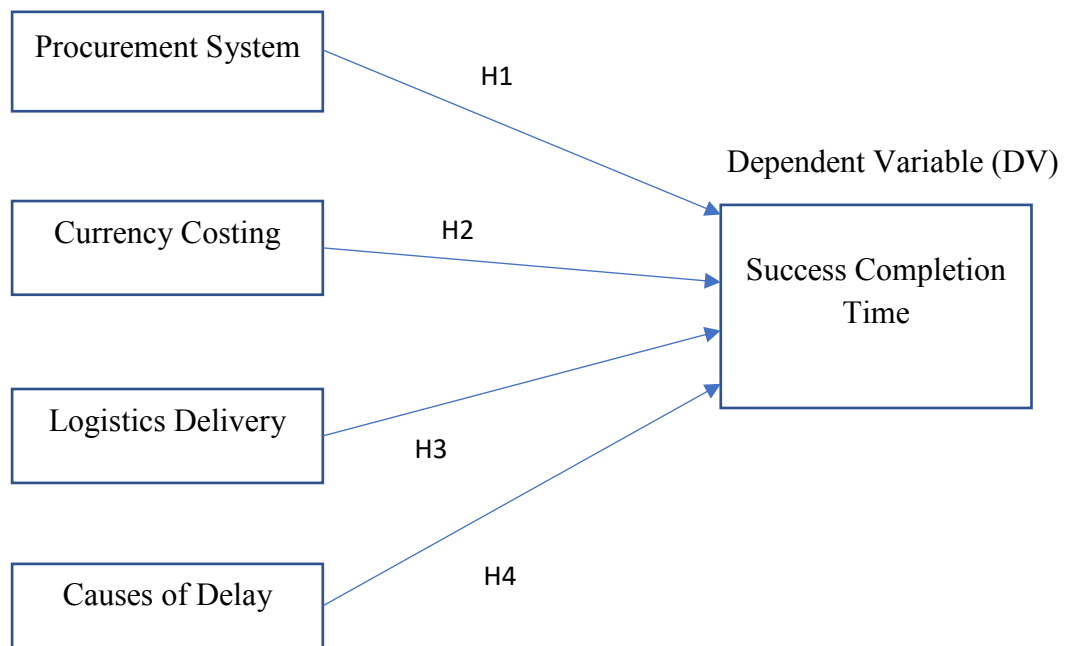 Procurement System
H1
Dependent Variable (DV)
Currency Costing
H2
Success Completion
Time
Logistics Delivery
H3
H4
Causes of Delay